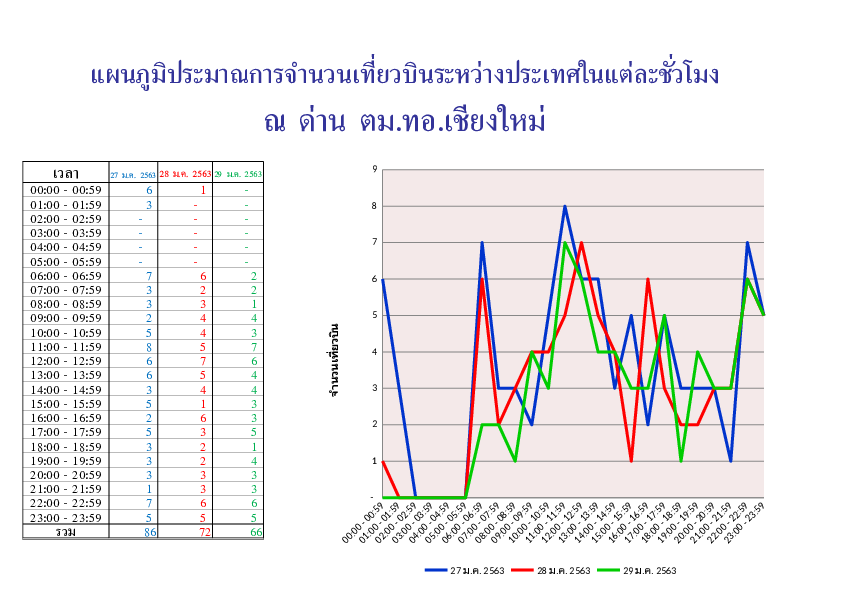 แผนภูมิประมาณการจำนวนเที่ยวบินระหว่างประเทศในแต่ละชั่วโมง
ณ ด่าน ตม.ทอ.เชียงใหม่
เวลา 27 ม.ค. 2563 28 ม.ค. 2563 29 ม.ค. 2563
00:00 - 00:59 6 1 -
01:00 - 01:59 3 - -
02:00 - 02:59 - - -
03:00 - 03:59 - - -
04:00 - 04:59 - - -
05:00 - 05:59 - - -
06:00 - 06:59 7 6 2
07:00 - 07:59 3 2 2
08:00 - 08:59 3 3 1
09:00 - 09:59 2 4 4
10:00 - 10:59 5 4 3
11:00 - 11:59 8 5 7
12:00 - 12:59 6 7 6
13:00 - 13:59 6 5 4
14:00 - 14:59 3 4 4
15:00 - 15:59 5 1 3
16:00 - 16:59 2 6 3
17:00 - 17:59 5 3 5
18:00 - 18:59 3 2 1
19:00 - 19:59 3 2 4
20:00 - 20:59 3 3 3
21:00 - 21:59 1 3 3
22:00 - 22:59 7 6 6
23:00 - 23:59 5 5 5
รวม 86 72 66
9
8
7
6
5
4
3
2
1
-
จำนวนเที่ยวบิน
00:00 - 00:59
01:00 - 01:59
02:00 - 02:59
03:00 - 03:59
04:00 - 04:59
05:00 - 05:59
06:00 - 06:59
07:00 - 07:59
08:00 - 08:59
09:00 - 09:59
10:00 - 10:59
11:00 - 11:59
12:00 - 12:59
13:00 - 13:59
14:00 - 14:59
15:00 - 15:59
16:00 - 16:59
17:00 - 17:59
18:00 - 18:59
19:00 - 19:59
20:00 - 20:59
21:00 - 21:59
22:00 - 22:59
23:00 - 23:59
27 ม.ค. 2563 28 ม.ค. 2563 29 ม.ค. 2563